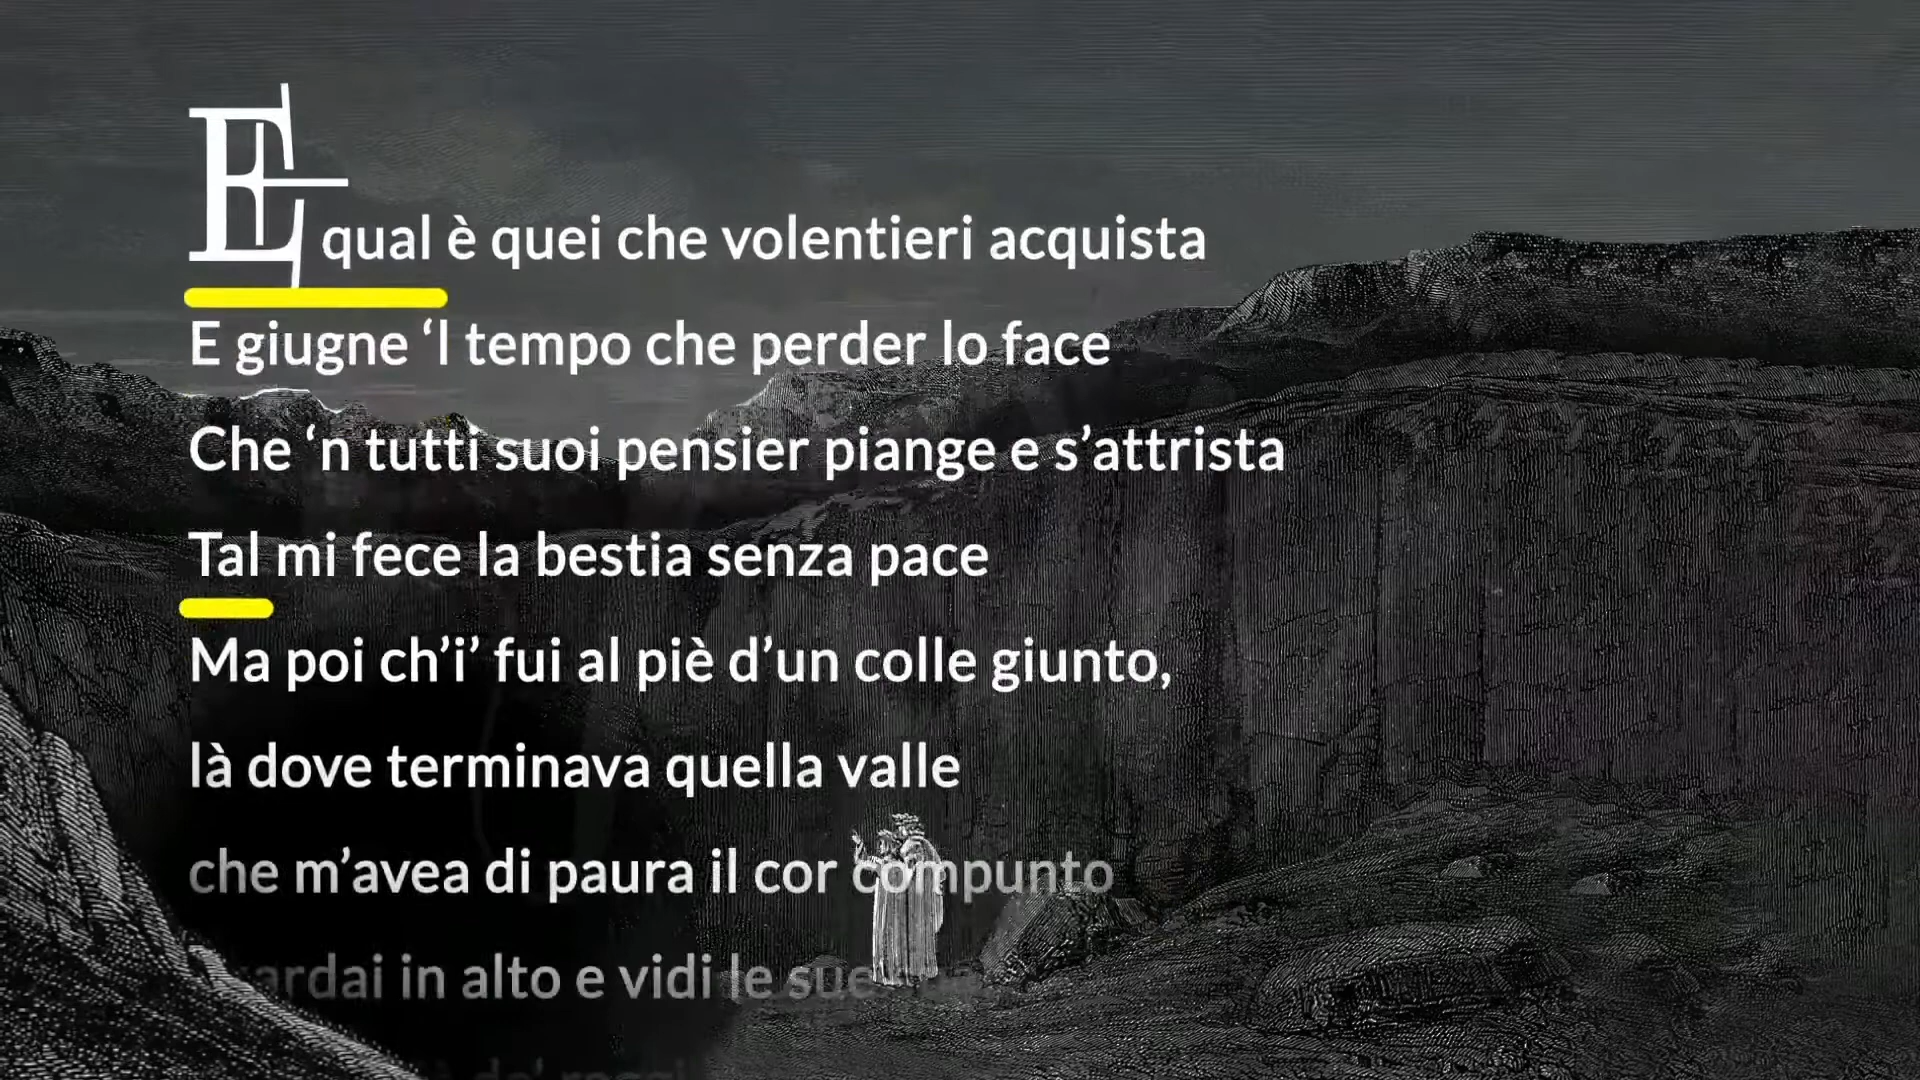 E qual è quei che volentieri acquista
E giugne ‘l tempo che perder lo face
Che ‘n tutti suoi pensier piange e s’attrista
Tal mi fece la bestia senza pace
Ma poi ch’i’ fui al piè d’un colle giunto,
là dove terminava quella valle
che m’avea di paura il cor compunto
in alto e vidi le sue